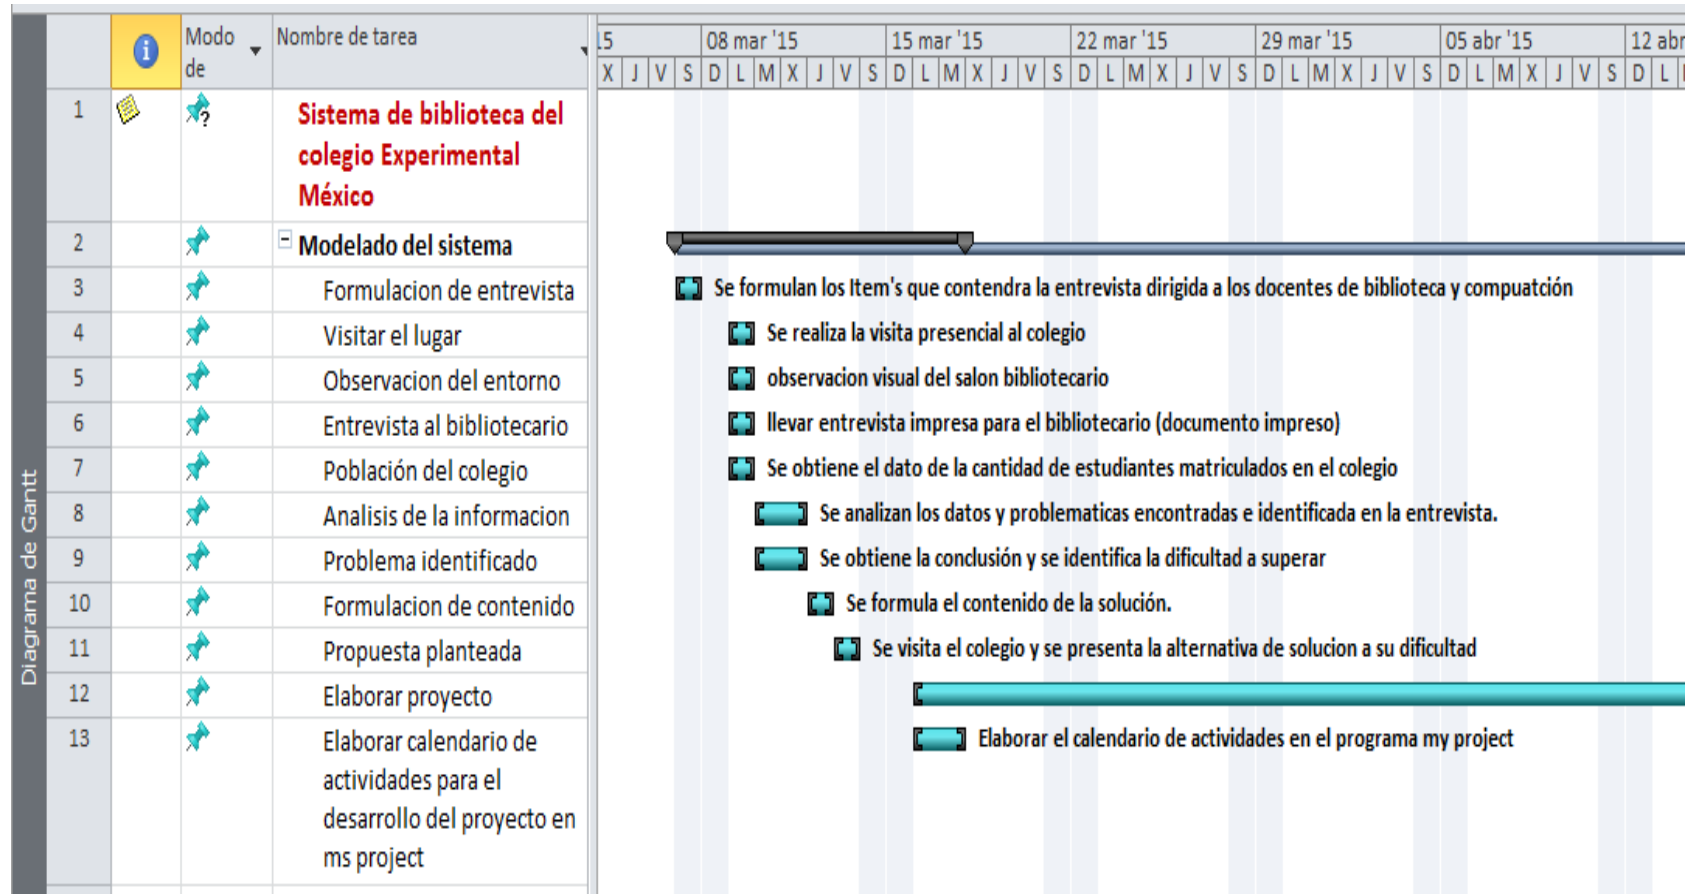 Modo de
Nombre de tarea
15
08 mar '15
15 mar '15
22 mar '15
29 mar '15
05 abr '15
12 abr
X J V S D L M X J V S D L M X J V S D L M X J V S D L M X J V S D L M X J V S D L
1
Sistema de biblioteca del
colegio Experimental
México
2
Modelado del sistema
3
Formulacion de entrevista
Se formulan los Item's que contendra la entrevista dirigida a los docentes de biblioteca y compuatción
4
Visitar el lugar
Se realiza la visita presencial al colegio
5
Observacion del entorno
observacion visual del salon bibliotecario
6
Entrevista al bibliotecario
llevar entrevista impresa para el bibliotecario (documento impreso)
7
Población del colegio
Se obtiene el dato de la cantidad de estudiantes matriculados en el colegio
8
Analisis de la informacion
Se analizan los datos y problematicas encontradas e identificada en la entrevista.
9
Problema identificado
Se obtiene la conclusión y se identifica la dificultad a superar
10
Formulacion de contenido
Se formula el contenido de la solución.
11
Propuesta planteada
Se visita el colegio y se presenta la alternativa de solucion a su dificultad
12
Elaborar proyecto
13
Elaborar calendario de
actividades para el
desarrollo del proyecto en
ms project
Elaborar el calendario de actividades en el programa my project
Diagrama de Gantt